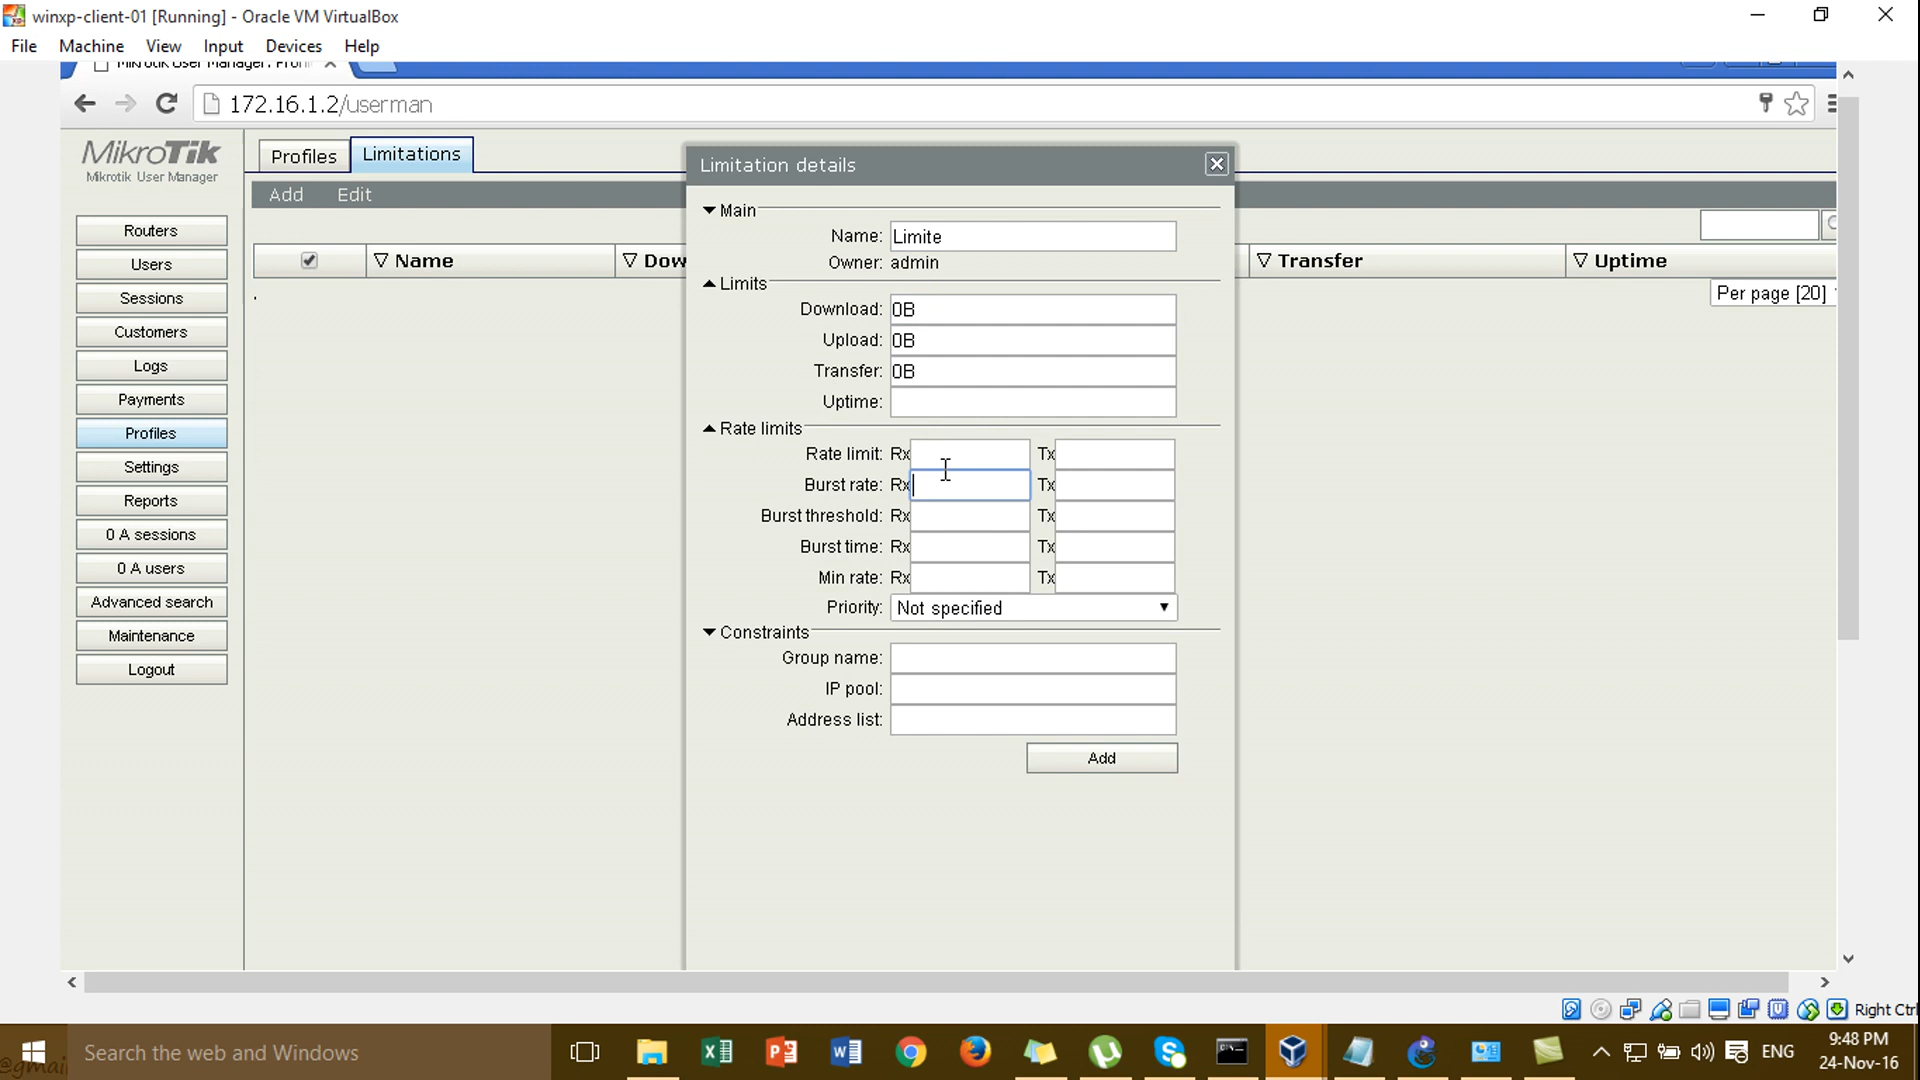 winxp-client-01 [Running] - Oracle VM VirtualBox
File Machine View Input Devices Help
172.16.1.2/userman
MikroTik
Mikrotik User Manager
Profiles Limitations
Add Edit
Routers
Users
Sessions
Customers
Logs
Payments
Profiles
Settings
Reports
0 A sessions
0 A users
Advanced search
Maintenance
Logout
Name Dow Transfer Uptime
Per page [20]
Limitation details
Main
Name: Limite
Owner: admin
Limits
Download: 0B
Upload: 0B
Transfer: 0B
Uptime:
Rate limits
Rate limit: Rx Tx
Burst rate: Rx Tx
Burst threshold: Rx Tx
Burst time: Rx Tx
Min rate: Rx Tx
Priority: Not specified
Constraints
Group name:
IP pool:
Address list:
Add
Right Ctrl
Search the web and Windows
ENG
9:48 PM
24-Nov-16